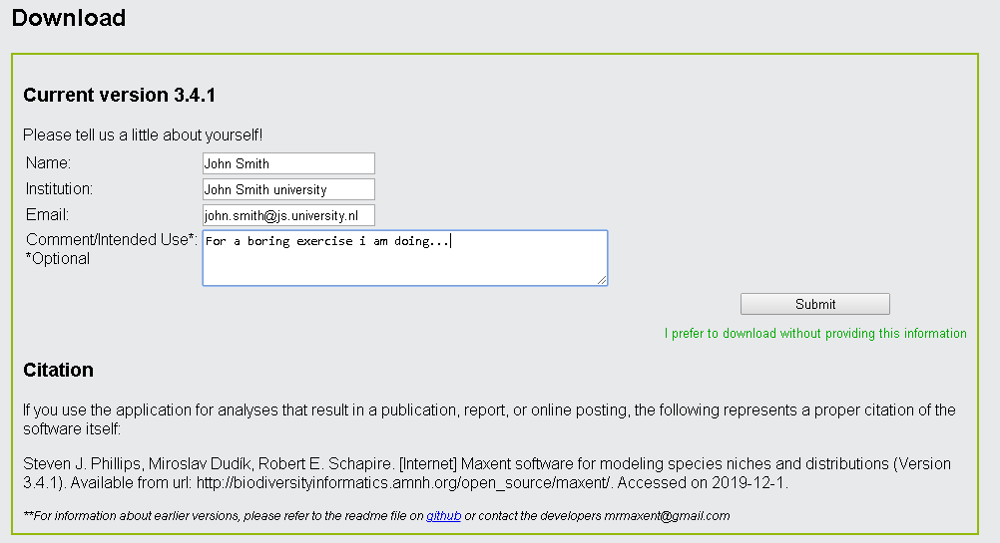 Download
Current version 3.4.1
Please tell us a little about yourself!
Name: John Smith
Institution: John Smith university
Email: john.smith@js.university.nl
Comment/Intended Use*: For a boring exercise i am doing...
*Optional
Submit
I prefer to download without providing this information
Citation
If you use the application for analyses that result in a publication, report, or online posting, the following represents a proper citation of the
software itself:
Steven J. Phillips, Miroslav Dudík, Robert E. Schapire. [Internet] Maxent software for modeling species niches and distributions (Version
3.4.1). Available from url: http://biodiversityinformatics.amnh.org/open_source/maxent/. Accessed on 2019-12-1.
**For information about earlier versions, please refer to the readme file on github or contact the developers mrmaxent@gmail.com